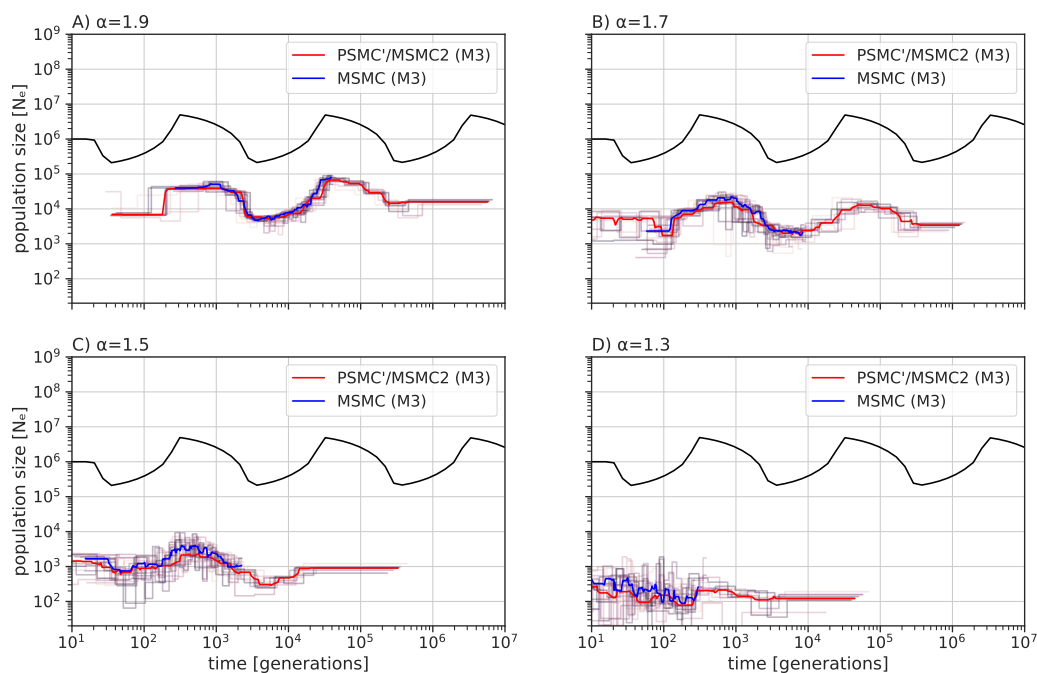 A) α=1.9
B) α=1.7
10⁹
10⁸
10⁷
10⁶
10⁵
10⁴
10³
10²
population size [Nₑ]
PSMC'/MSMC2 (M3)
MSMC (M3)
PSMC'/MSMC2 (M3)
MSMC (M3)
C) α=1.5
D) α=1.3
10⁹
10⁸
10⁷
10⁶
10⁵
10⁴
10³
10²
population size [Nₑ]
PSMC'/MSMC2 (M3)
MSMC (M3)
PSMC'/MSMC2 (M3)
MSMC (M3)
10¹ 10² 10³ 10⁴ 10⁵ 10⁶ 10⁷
10¹ 10² 10³ 10⁴ 10⁵ 10⁶ 10⁷
time [generations]
time [generations]